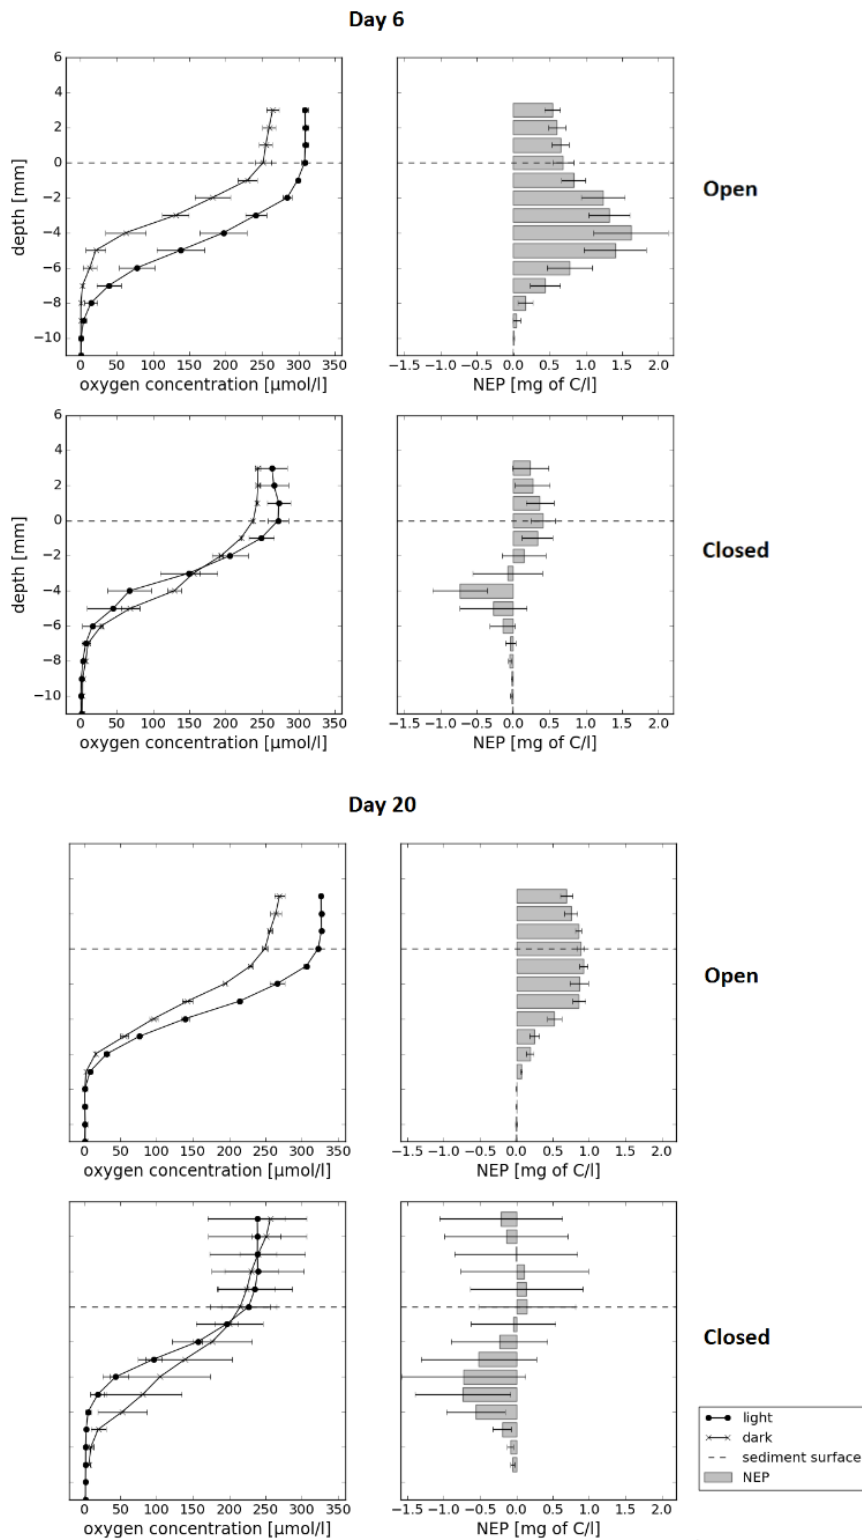 Day 6
6
4
2
0
−2
−4
−6
−8
−10
depth [mm]
0 50 100 150 200 250 300 350
oxygen concentration [µmol/l]
−1.5 −1.0 −0.5 0.0 0.5 1.0 1.5 2.0
NEP [mg of C/l]
Open
6
4
2
0
−2
−4
−6
−8
−10
depth [mm]
0 50 100 150 200 250 300 350
oxygen concentration [µmol/l]
−1.5 −1.0 −0.5 0.0 0.5 1.0 1.5 2.0
NEP [mg of C/l]
Closed
Day 20
0 50 100 150 200 250 300 350
oxygen concentration [µmol/l]
−1.5 −1.0 −0.5 0.0 0.5 1.0 1.5 2.0
NEP [mg of C/l]
Open
0 50 100 150 200 250 300 350
oxygen concentration [µmol/l]
−1.5 −1.0 −0.5 0.0 0.5 1.0 1.5 2.0
NEP [mg of C/l]
Closed
light
dark
sediment surface
NEP